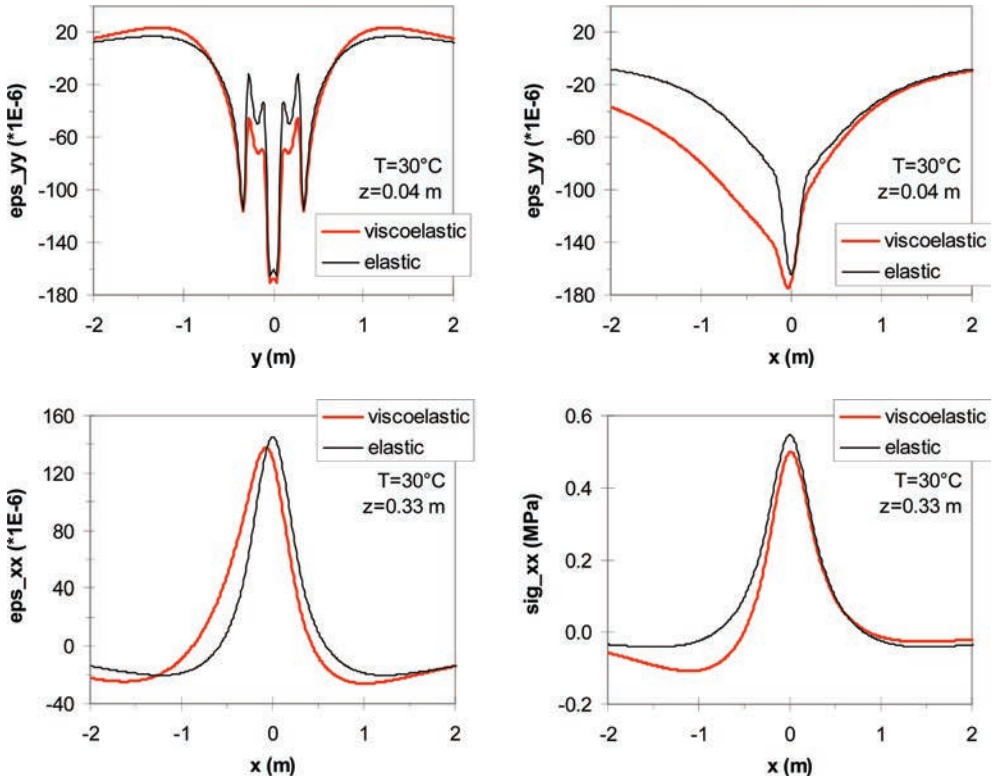 20
-20
-60
-100
-140
-180
eps_yy (*1E-6)
T=30°C
z=0.04 m
viscoelastic
elastic
-2
-1
0
1
2
y (m)
20
-20
-60
-100
-140
-180
eps_yy (*1E-6)
T=30°C
z=0.04 m
viscoelastic
elastic
-2
-1
0
1
2
x (m)
160
120
80
40
0
-40
eps_xx (*1E-6)
viscoelastic
elastic
T=30°C
z=0.33 m
-2
-1
0
1
2
x (m)
0.6
0.4
0.2
0.0
-0.2
sig_xx (MPa)
viscoelastic
elastic
T=30°C
z=0.33 m
-2
-1
0
1
2
x (m)